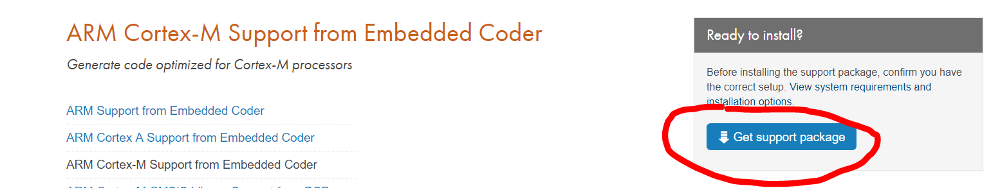 ARM Cortex-M Support from Embedded Coder
Generate code optimized for Cortex-M processors
ARM Support from Embedded Coder
ARM Cortex A Support from Embedded Coder
ARM Cortex-M Support from Embedded Coder
Ready to install?
Before installing the support package, confirm you have
the correct setup. View system requirements and
installation options.
Get support package